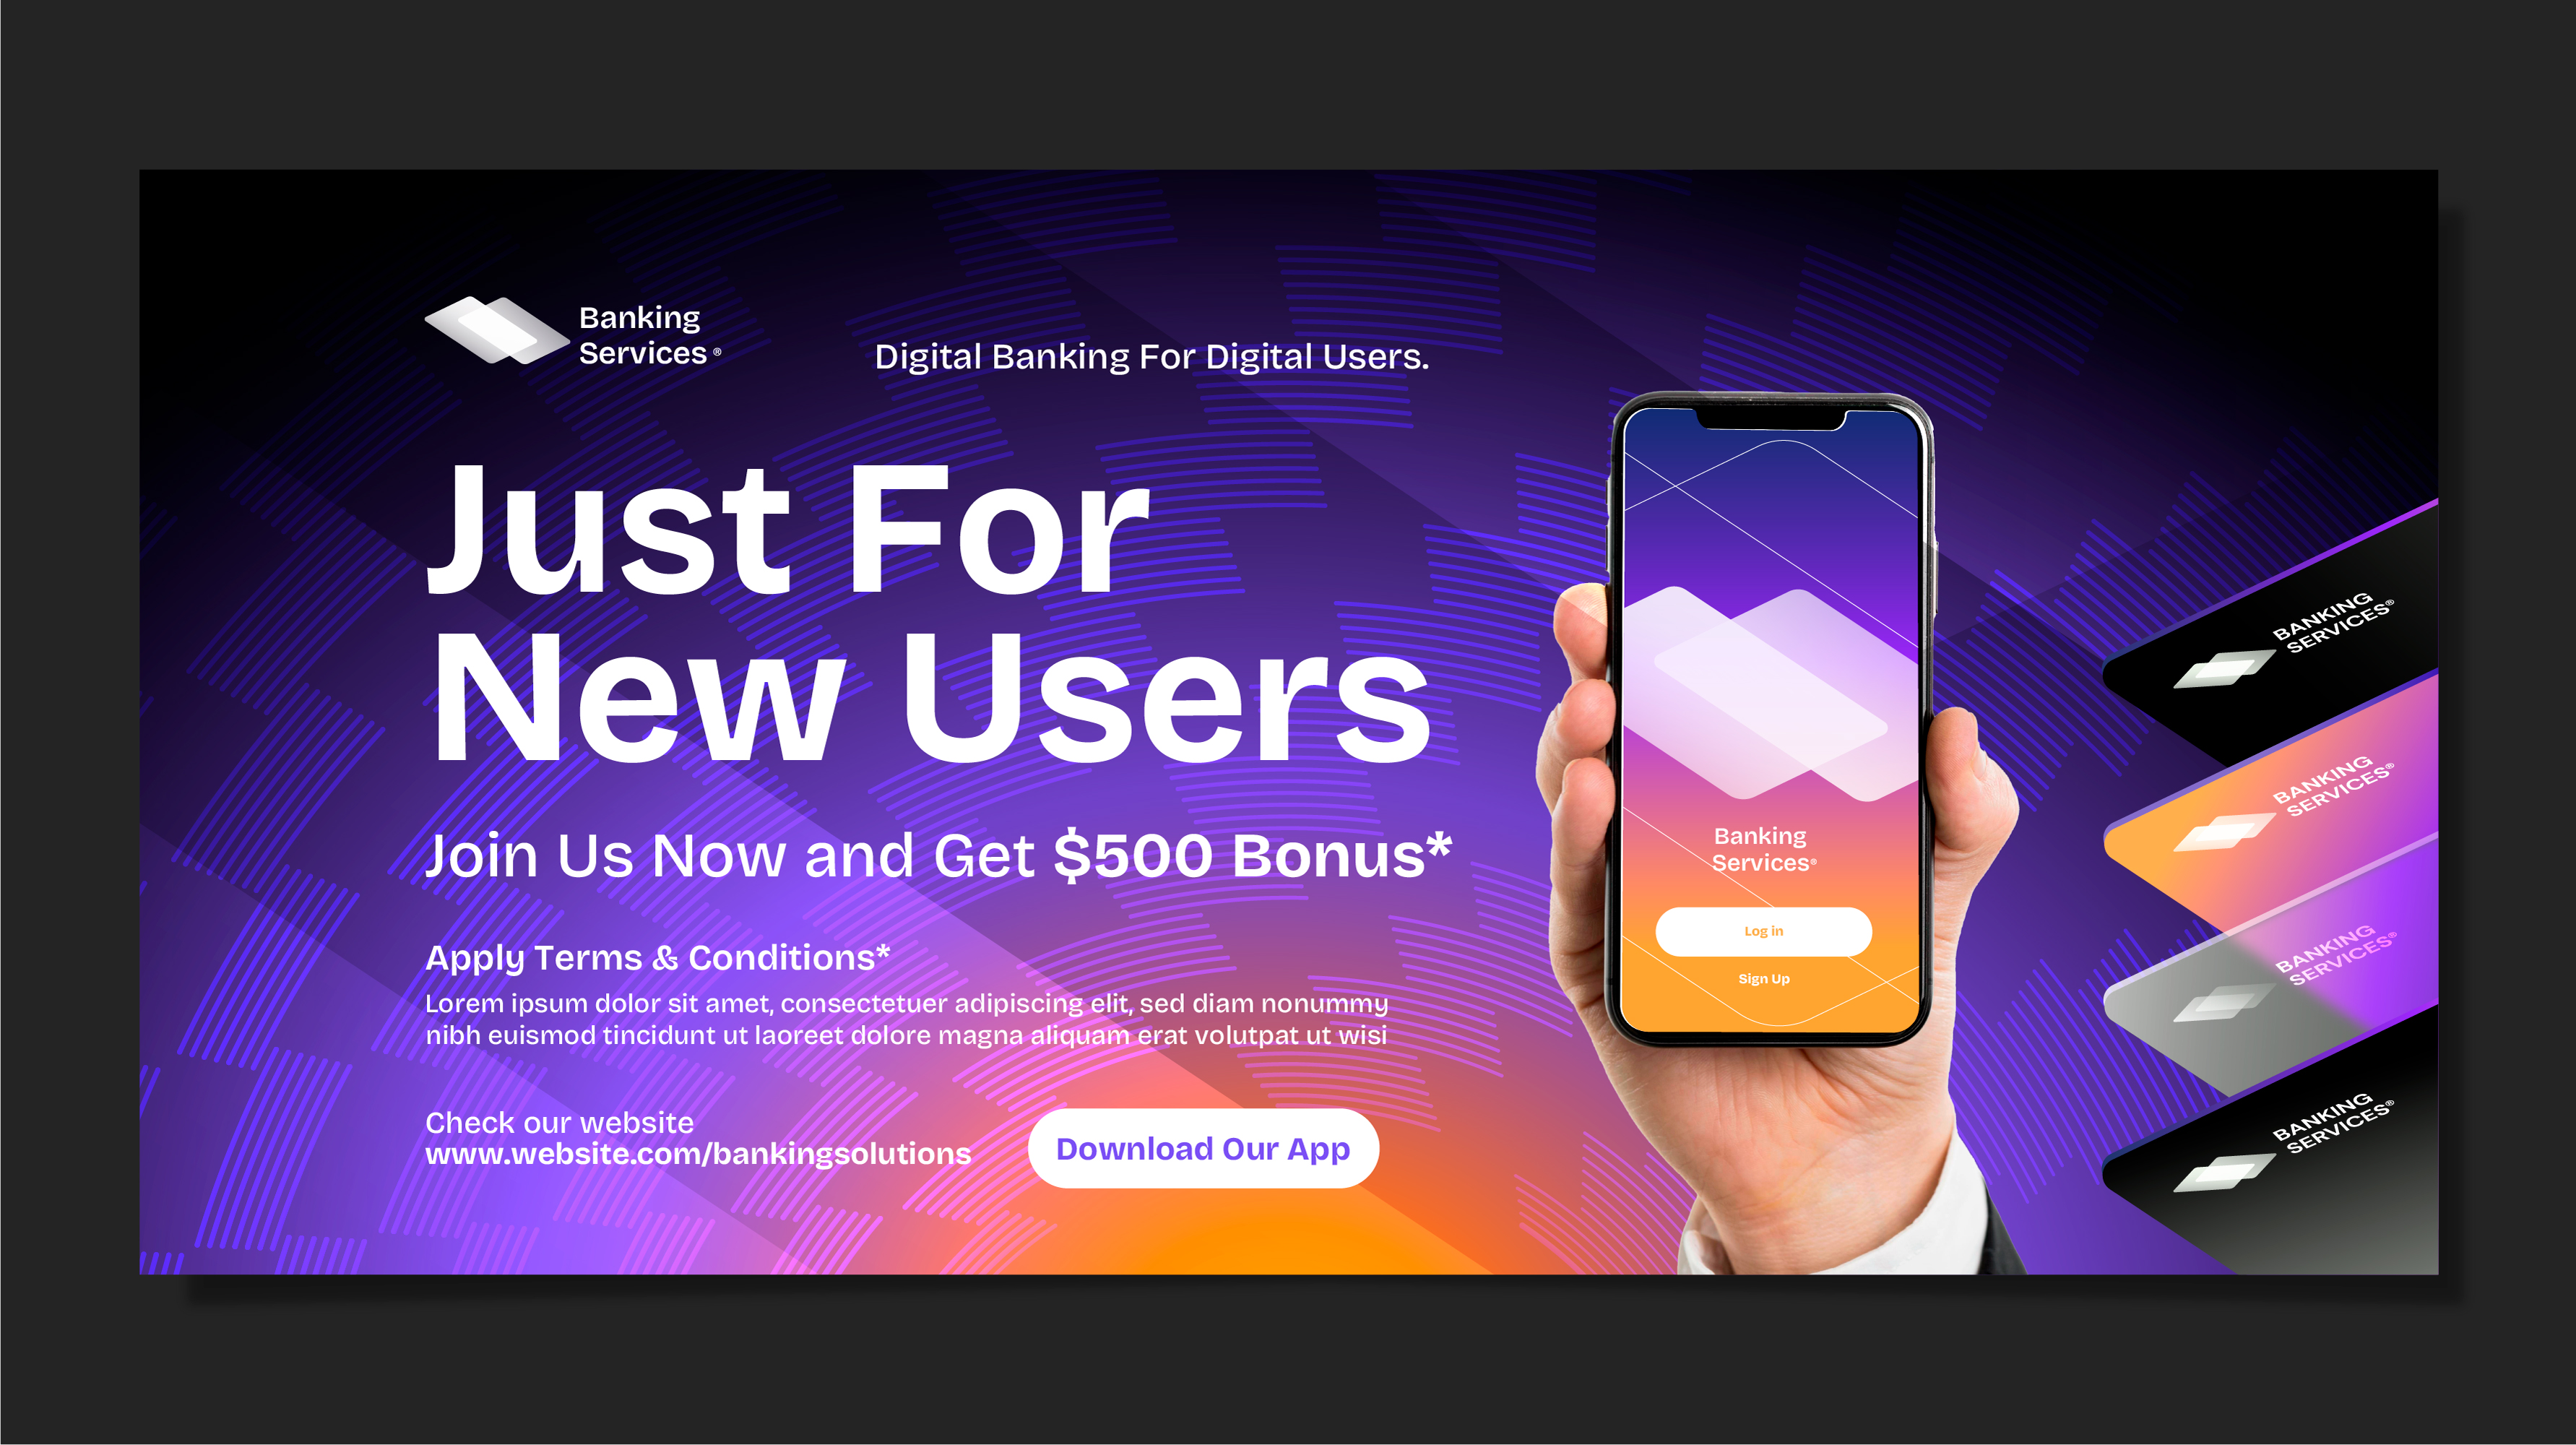 Banking
Services ®
Digital Banking For Digital Users.
Just For
New Users
Join Us Now and Get $500 Bonus*
Apply Terms & Conditions*
Lorem ipsum dolor sit amet, consectetuer adipiscing elit, sed diam nonummy
nibh euismod tincidunt ut laoreet dolore magna aliquam erat volutpat ut wisi
Check our website
www.website.com/bankingsolutions
Download Our App
Banking
Services®
Log in
Sign Up
BANKING
SERVICES®
BANKING
SERVICES®
BANKING
SERVICES®
BANKING
SERVICES®